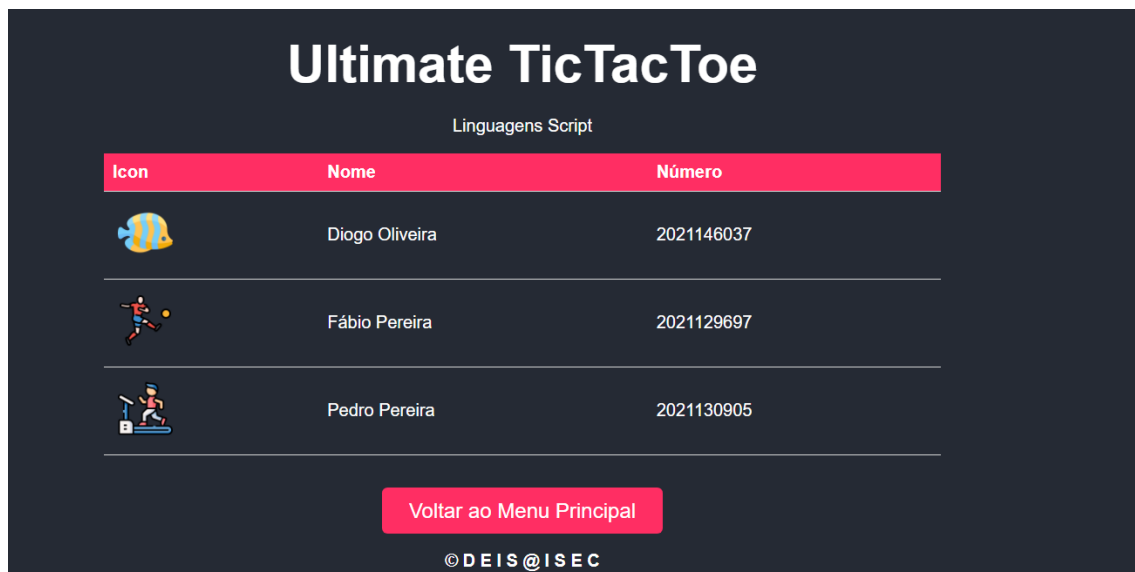 Ultimate TicTacToe
Linguagens Script
Icon Nome Número
Diogo Oliveira 2021146037
Fábio Pereira 2021129697
Pedro Pereira 2021130905
Voltar ao Menu Principal
©DEIS@ISEC